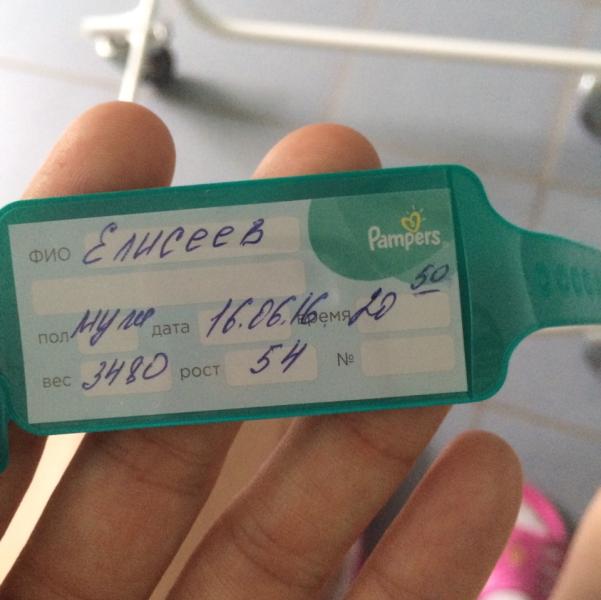 ФИО Елисеев
Pampers
пол муж дата 16.06.16 время 20 50
вес 3480 рост 54 №